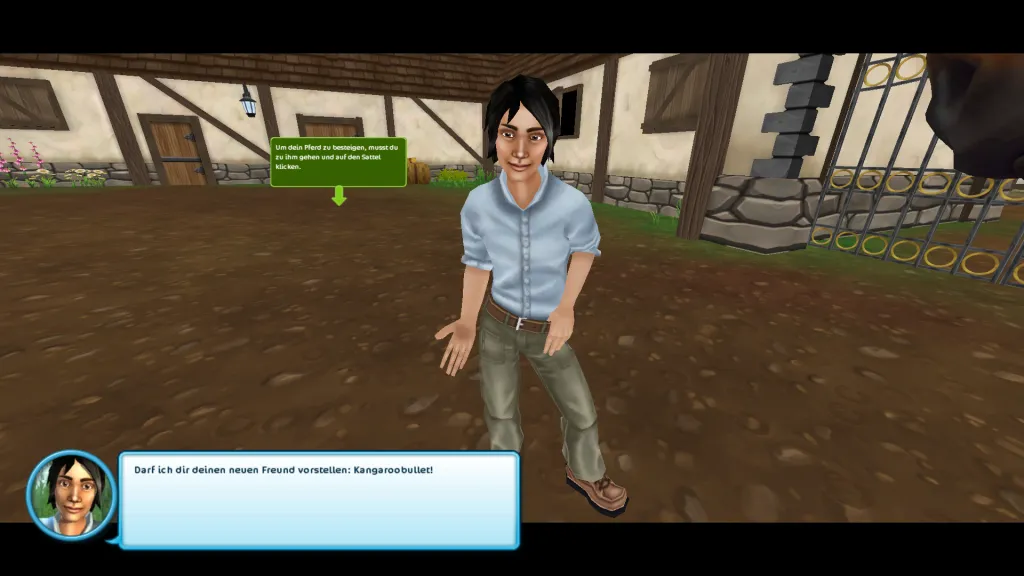 Um dein Pferd zu besteigen, musst du
zu ihm gehen und auf den Sattel
klicken.
Darf ich dir deinen neuen Freund vorstellen: Kangaroobullet!